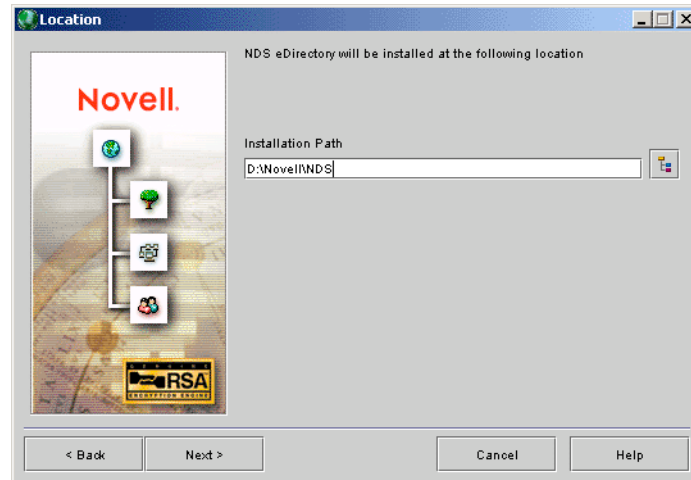 Location
NDS eDirectory will be installed at the following location
Novell.
Installation Path
D:\Novell\NDS
GENUINE
RSA
ENCRYPTION ENGINE
< Back
Next >
Cancel
Help